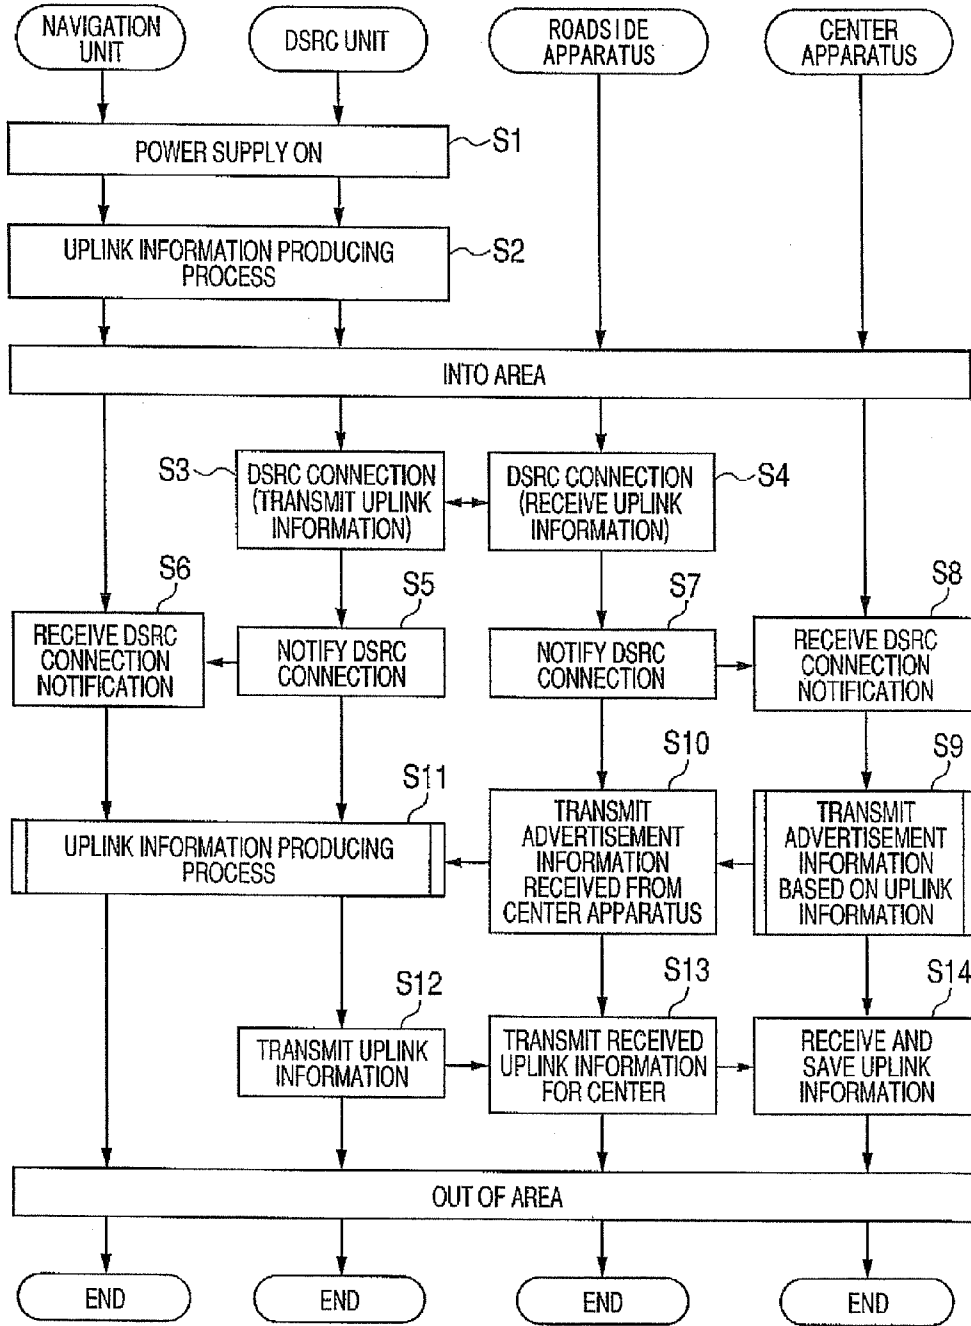 NAVIGATION
UNIT
DSRC UNIT
ROADSIDE
APPARATUS
CENTER
APPARATUS
POWER SUPPLY ON
S1
UPLINK INFORMATION PRODUCING
PROCESS
S2
INTO AREA
S3
DSRC CONNECTION
(TRANSMIT UPLINK
INFORMATION)
DSRC CONNECTION
(RECEIVE UPLINK
INFORMATION)
S4
S6
RECEIVE DSRC
CONNECTION
NOTIFICATION
S5
NOTIFY DSRC
CONNECTION
S7
NOTIFY DSRC
CONNECTION
S8
RECEIVE DSRC
CONNECTION
NOTIFICATION
S11
UPLINK INFORMATION PRODUCING
PROCESS
S10
TRANSMIT
ADVERTISEMENT
INFORMATION
RECEIVED FROM
CENTER APPARATUS
S9
TRANSMIT
ADVERTISEMENT
INFORMATION
BASED ON UPLINK
INFORMATION
S12
TRANSMIT UPLINK
INFORMATION
S13
TRANSMIT RECEIVED
UPLINK INFORMATION
FOR CENTER
S14
RECEIVE AND
SAVE UPLINK
INFORMATION
OUT OF AREA
END
END
END
END